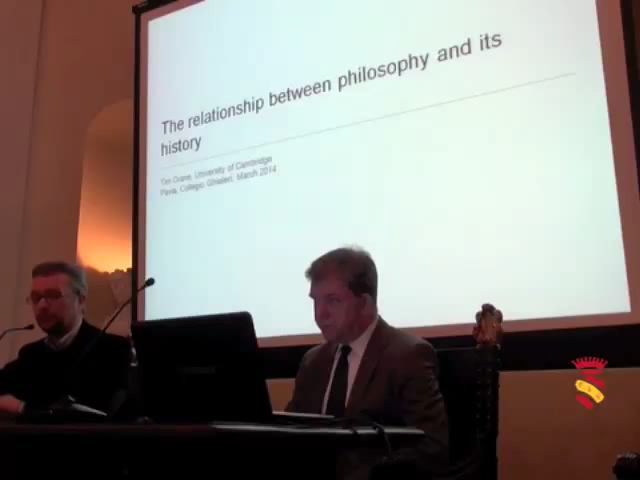 The relationship between philosophy and its
history
Tim Crane, University of Cambridge
Pavia, Collegio Ghislieri, March 2014